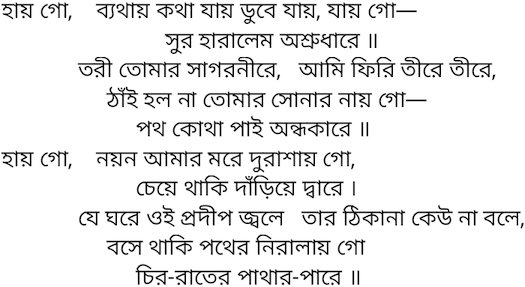 হায় গো, ব্যথায় কথা যায় ডুবে যায়, যায় গো—
সুর হারালেম অশ্রুধারে ॥
তরী তোমার সাগরনীরে, আমি ফিরি তীরে তীরে,
ঠাঁই হল না তোমার সোনার নায় গো—
পথ কোথা পাই অন্ধকারে ॥
হায় গো, নয়ন আমার মরে দুরাশায় গো,
চেয়ে থাকি দাঁড়িয়ে দ্বারে ।
যে ঘরে ওই প্রদীপ জ্বলে তার ঠিকানা কেউ না বলে,
বসে থাকি পথের নিরালায় গো
চির-রাতের পাথার-পারে ॥